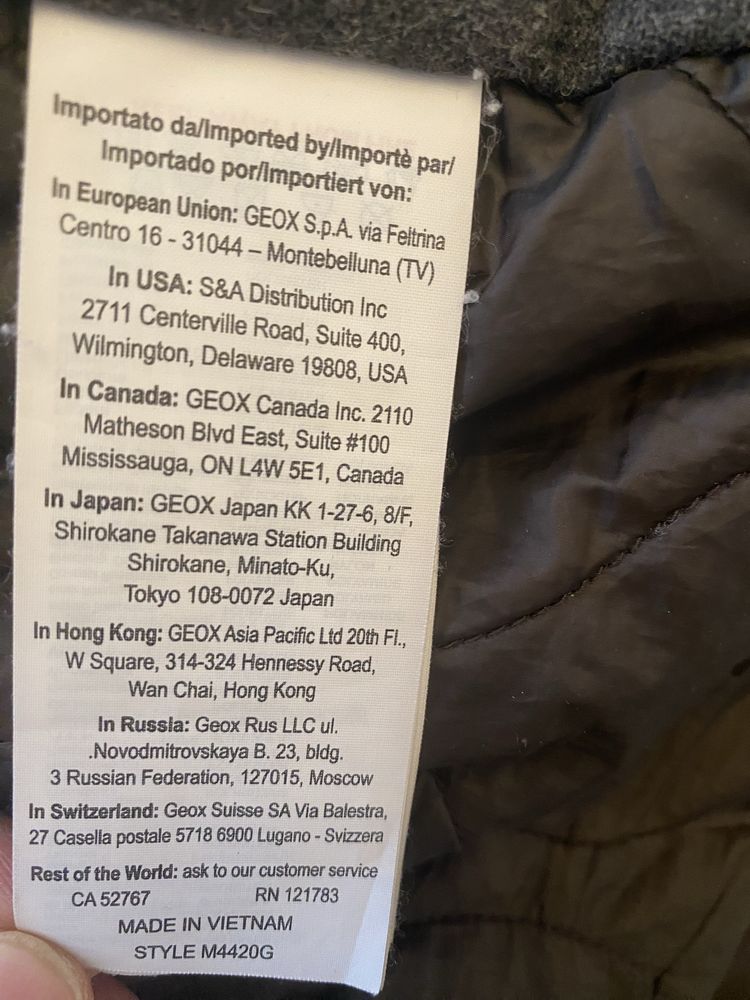 Importato da/Imported by/Importè par/
Importado por/Importiert von:
In European Union: GEOX S.p.A. via Feltrina
Centro 16 - 31044 – Montebelluna (TV)
In USA: S&A Distribution Inc
2711 Centerville Road, Suite 400,
Wilmington, Delaware 19808, USA
In Canada: GEOX Canada Inc. 2110
Matheson Blvd East, Suite #100
Mississauga, ON L4W 5E1, Canada
In Japan: GEOX Japan KK 1-27-6, 8/F,
Shirokane Takanawa Station Building
Shirokane, Minato-Ku,
Tokyo 108-0072 Japan
In Hong Kong: GEOX Asia Pacific Ltd 20th Fl.,
W Square, 314-324 Hennessy Road,
Wan Chai, Hong Kong
In Russia: Geox Rus LLC ul.
.Novodmitrovskaya B. 23, bldg.
3 Russian Federation, 127015, Moscow
In Switzerland: Geox Suisse SA Via Balestra,
27 Casella postale 5718 6900 Lugano - Svizzera
Rest of the World: ask to our customer service
CA 52767 RN 121783
MADE IN VIETNAM
STYLE M4420G